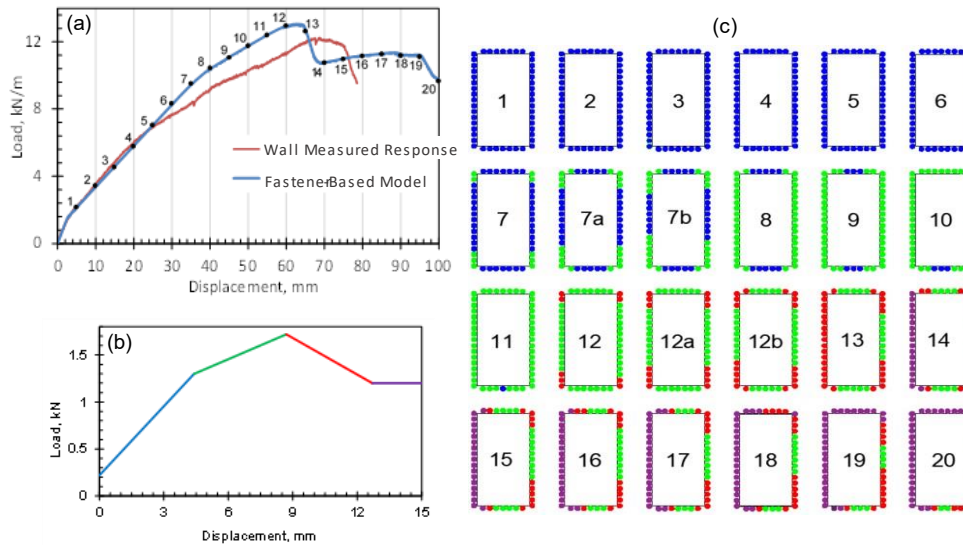 (a)
12
8
4
0
Load, kN/m
1
2
3
4
5
6
7
8
9
10
11
12
13
14
15
16
17
18
19
20
Wall Measured Response
Fastener-Based Model
0 10 20 30 40 50 60 70 80 90 100
Displacement, mm
(b)
1.5
1
0.5
0
Load, kN
0 3 6 9 12 15
Displacement, mm
(c)
1 2 3 4 5 6
7 7a 7b 8 9 10
11 12 12a 12b 13 14
15 16 17 18 19 20